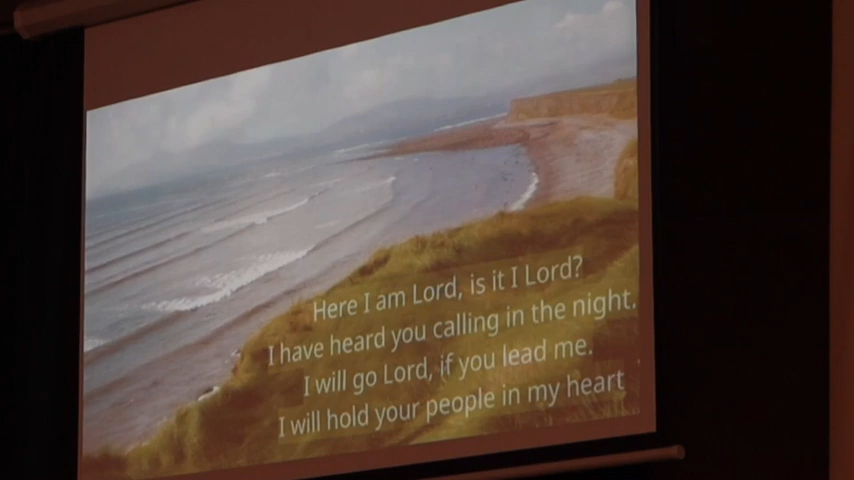 Here I am Lord, is it I Lord?
I have heard you calling in the night.
I will go Lord, if you lead me.
I will hold your people in my heart